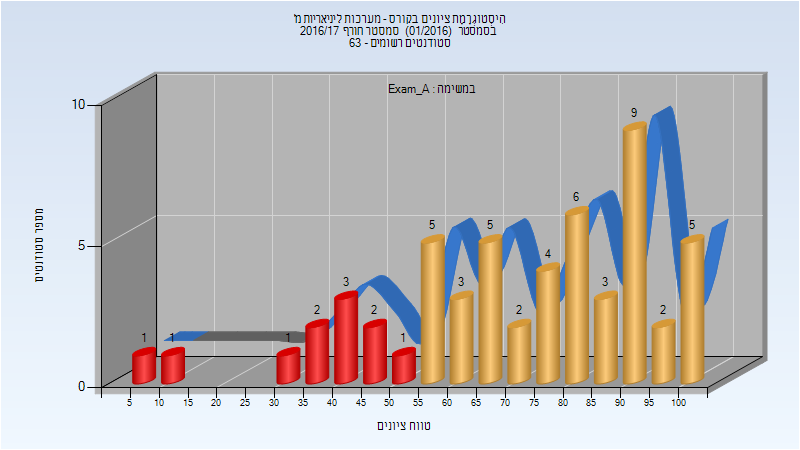 היסטוגרמת ציונים בקורס - מערכות ליניאריות מ'
בסמסטר (01/2016) סמסטר חורף 2016/17
סטודנטים רשומים - 63
במשימה : Exam_A
מספר סטודנטים
10
5
0
1
1
1
2
3
2
1
5
3
5
2
4
6
3
9
2
5
5 10 15 20 25 30 35 40 45 50 55 60 65 70 75 80 85 90 95 100
טווח ציונים